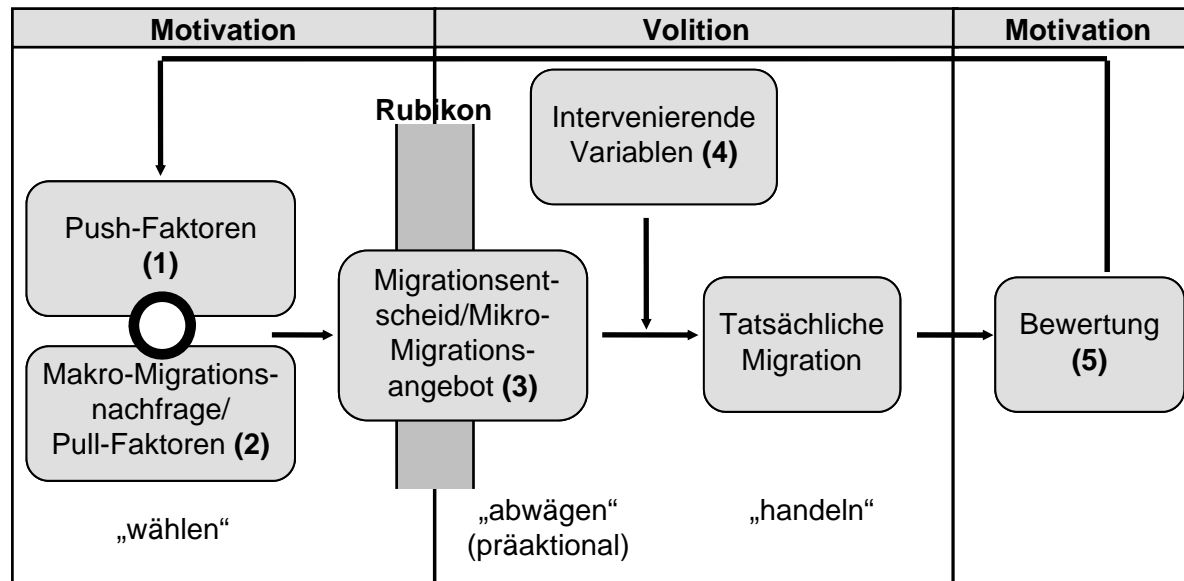 Motivation
Volition
Motivation
Rubikon
Intervenierende
Variablen (4)
Push-Faktoren
(1)
Makro-Migrations-
nachfrage/
Pull-Faktoren (2)
Migrationsent-
scheid/Mikro-
Migrations-
angebot (3)
Tatsächliche
Migration
Bewertung
(5)
„wählen“
„abwägen“
(präaktional)
„handeln“